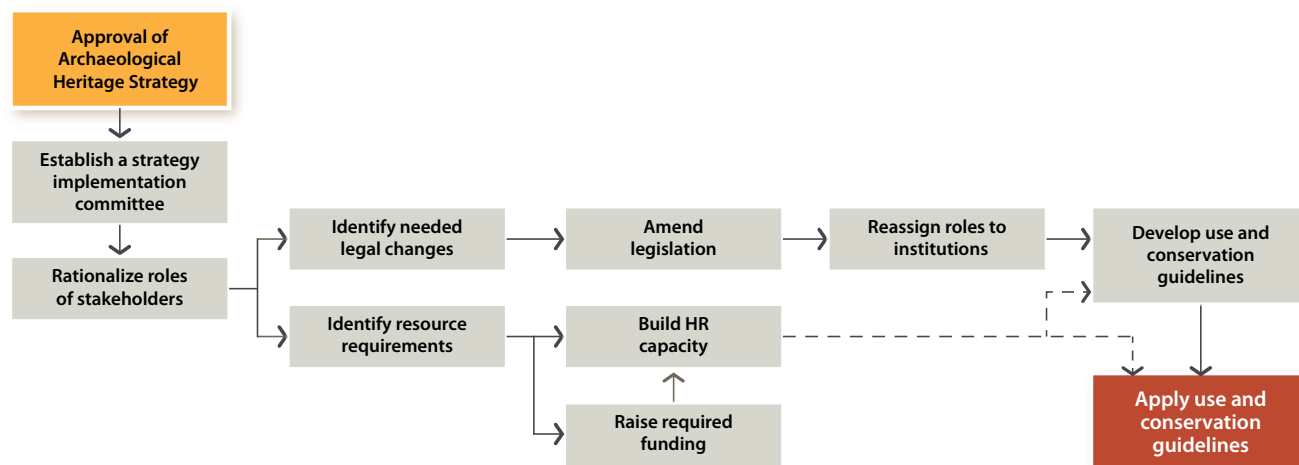 Approval of
Archaeological
Heritage Strategy
Establish a strategy
implementation
committee
Rationalize roles
of stakeholders
Identify needed
legal changes
Amend
legislation
Reassign roles to
institutions
Develop use and
conservation
guidelines
Identify resource
requirements
Build HR
capacity
Raise required
funding
Apply use and
conservation
guidelines